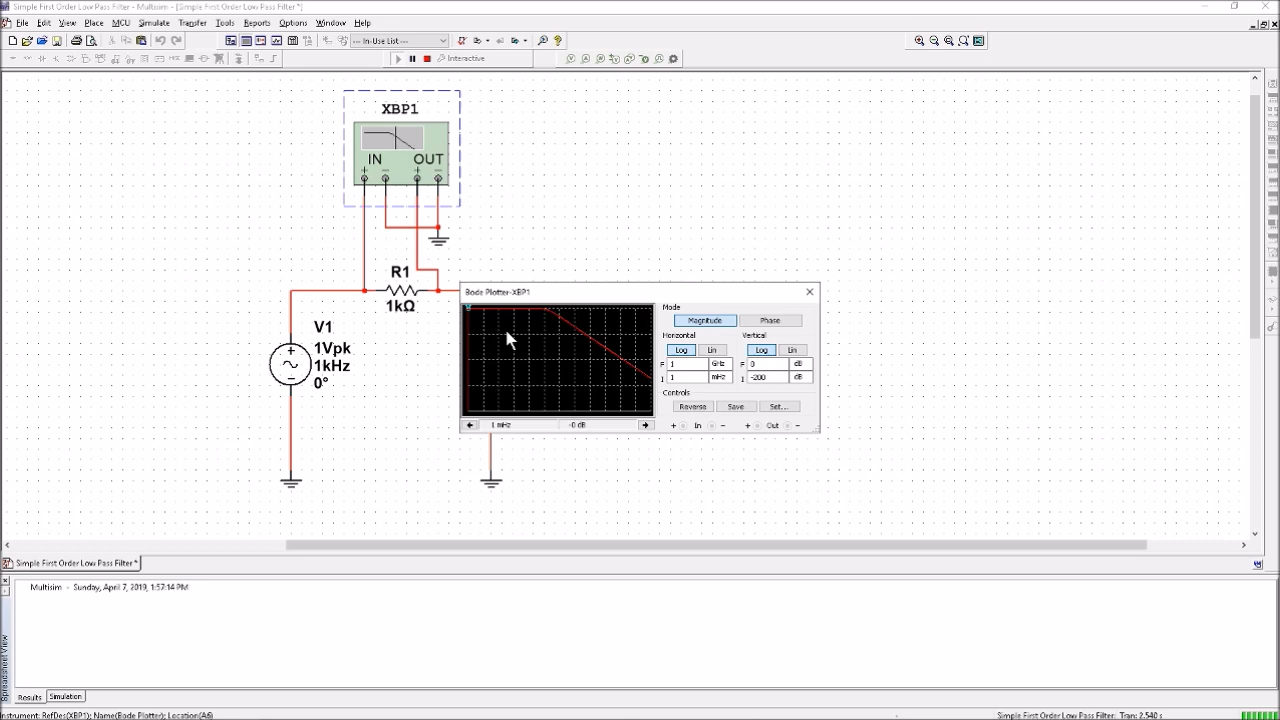 Simple First Order Low Pass Filter - Multisim - [Simple First Order Low Pass Filter *]
File Edit View Place MCU Simulate Transfer Tools Reports Options Window Help
--- In-Use List ---
Interactive
XBP1
IN OUT
+ − + −
R1
1kΩ
V1
1Vpk
1kHz
0°
Bode Plotter-XBP1
Mode
Magnitude Phase
Horizontal Vertical
Log Lin Log Lin
F 1 GHz F 0 dB
I 1 mHz I -200 dB
Controls
Reverse Save Set...
1 mHz -0 dB + In − + Out −
Simple First Order Low Pass Filter *
Multisim - Sunday, April 7, 2019, 1:57:14 PM
Spreadsheet View
Results Simulation
Instrument: RefDes(XBP1); Name(Bode Plotter); Location(A6) Simple First Order Low Pass Filter: Tran: 2.540 s